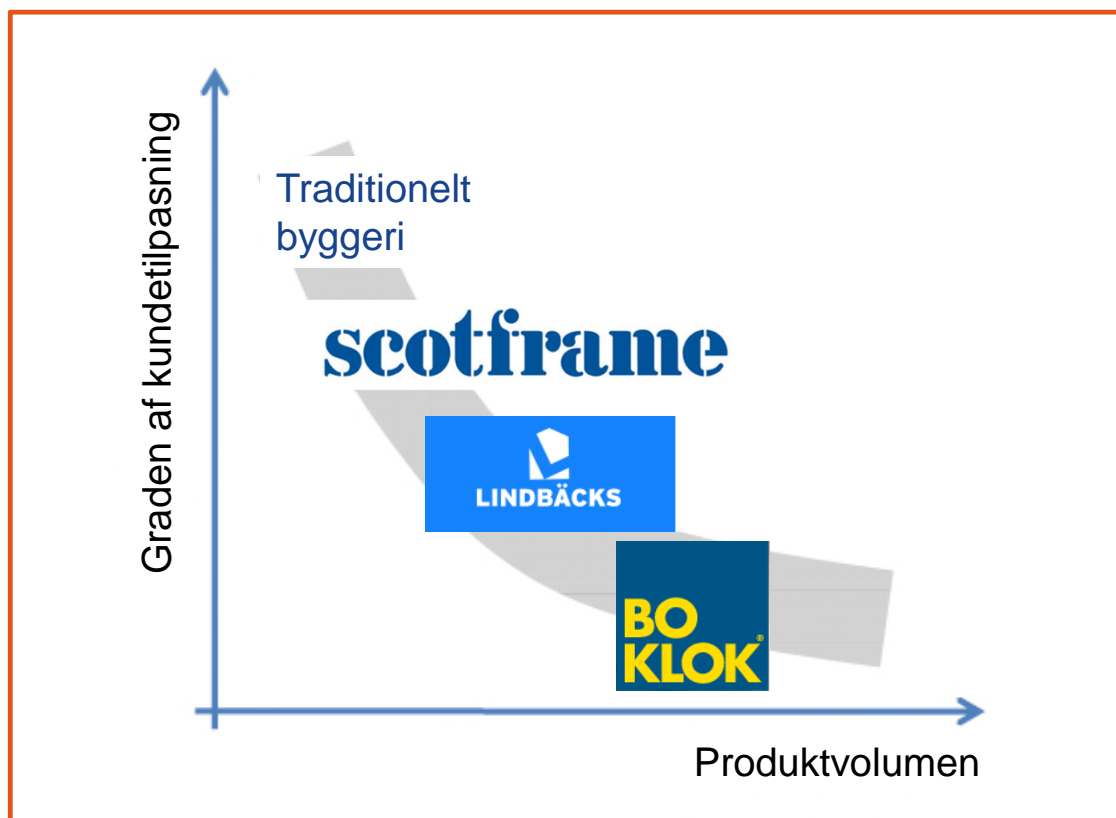 Graden af kundetilpasning
Traditionelt
byggeri
scotframe
LINDBÄCKS
BO
KLOK®
Produktvolumen